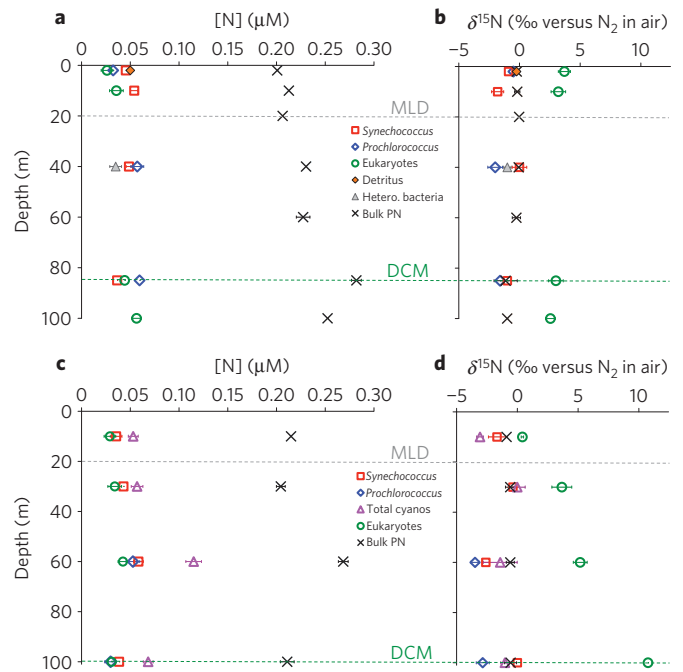 a
[N] (μM)
0 0.05 0.10 0.15 0.20 0.25 0.30
b
δ15N (‰ versus N2 in air)
−5 0 5 10
Depth (m)
0
20
40
60
80
100
MLD
Synechococcus
Prochlorococcus
Eukaryotes
Detritus
Hetero. bacteria
Bulk PN
DCM
c
[N] (μM)
0 0.05 0.10 0.15 0.20 0.25 0.30
d
δ15N (‰ versus N2 in air)
−5 0 5 10
Depth (m)
0
20
40
60
80
100
MLD
Synechococcus
Prochlorococcus
Total cyanos
Eukaryotes
Bulk PN
DCM